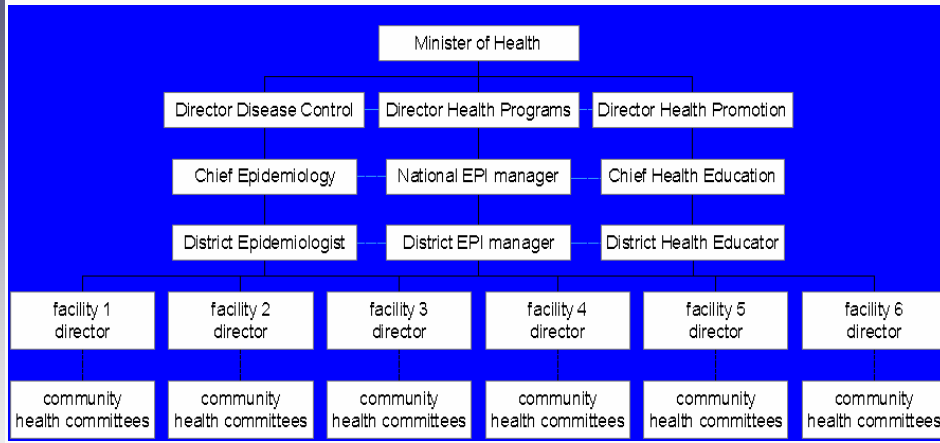 Minister of Health
Director Disease Control
Director Health Programs
Director Health Promotion
Chief Epidemiology
National EPI manager
Chief Health Education
District Epidemiologist
District EPI manager
District Health Educator
facility 1
director
facility 2
director
facility 3
director
facility 4
director
facility 5
director
facility 6
director
community
health committees
community
health committees
community
health committees
community
health committees
community
health committees
community
health committees